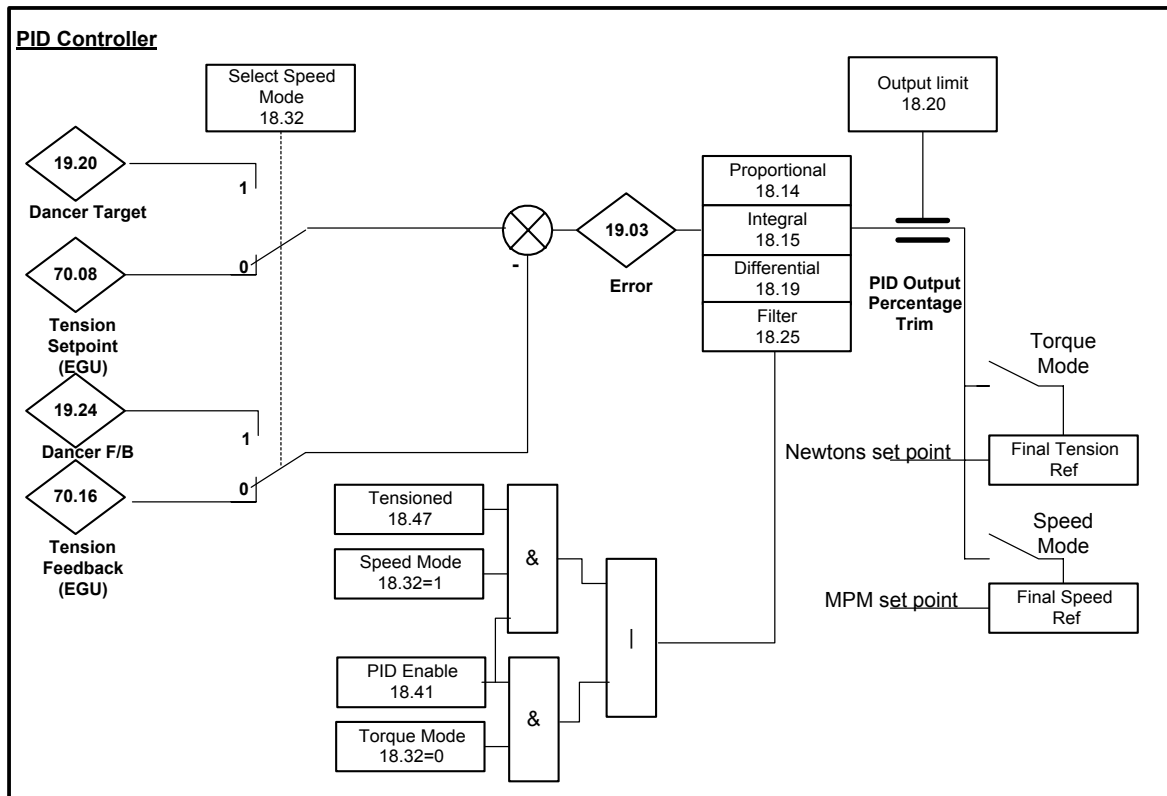 PID Controller
Select Speed
Mode
18.32
Output limit
18.20
19.20
1
Dancer Target
Proportional
18.14
70.08
0
Tension
Setpoint
(EGU)
-
19.03
Error
Integral
18.15
Differential
18.19
Filter
18.25
PID Output
Percentage
Trim
19.24
1
Dancer F/B
70.16
0
Tension
Feedback
(EGU)
Torque
Mode
Newtons set point
Final Tension
Ref
Tensioned
18.47
Speed Mode
18.32=1
&
|
PID Enable
18.41
Torque Mode
18.32=0
&
Speed
Mode
MPM set point
Final Speed
Ref